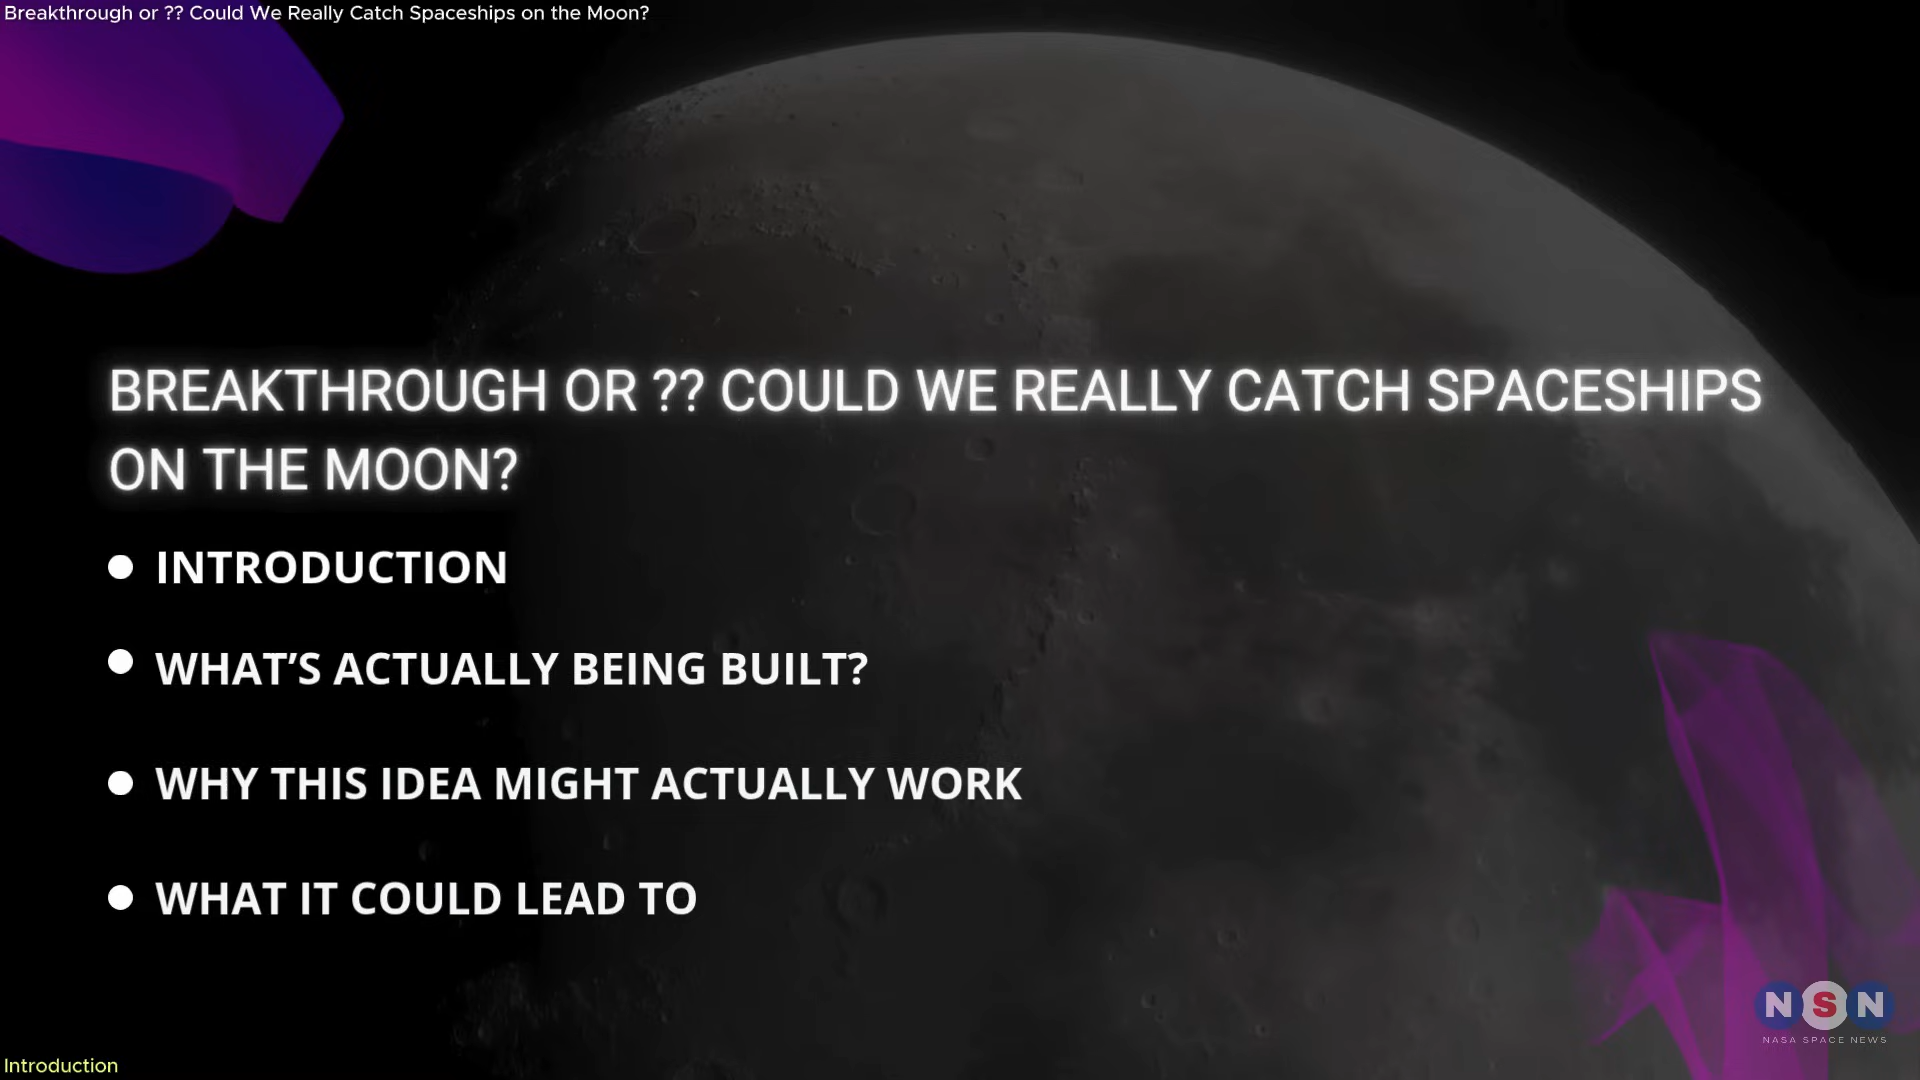 Breakthrough or ?? Could We Really Catch Spaceships on the Moon?
BREAKTHROUGH OR ?? COULD WE REALLY CATCH SPACESHIPS
ON THE MOON?
INTRODUCTION
WHAT’S ACTUALLY BEING BUILT?
WHY THIS IDEA MIGHT ACTUALLY WORK
WHAT IT COULD LEAD TO
NSN
NASA SPACE NEWS
Introduction